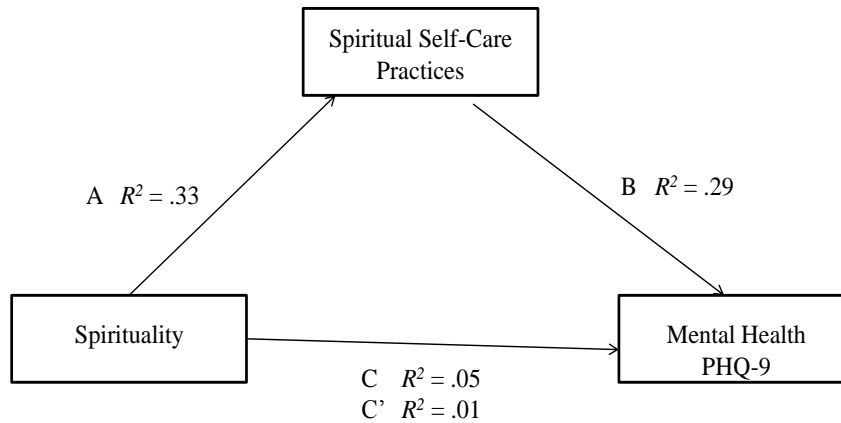 Spiritual Self-Care
Practices
A R² = .33
B R² = .29
Spirituality
Mental Health
PHQ-9
C R² = .05
C’ R² = .01